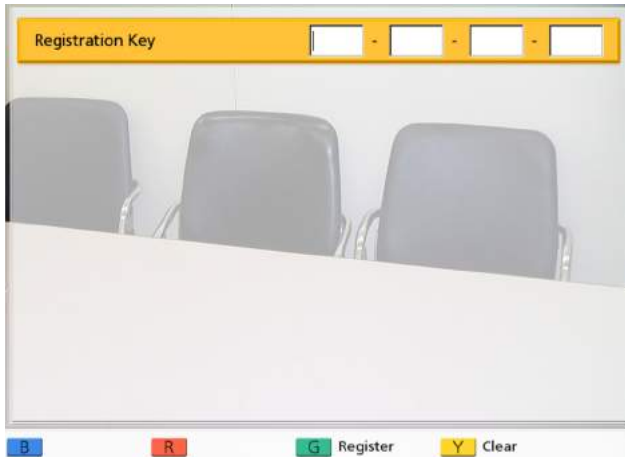 Registration Key - - -
B R G Register Y Clear